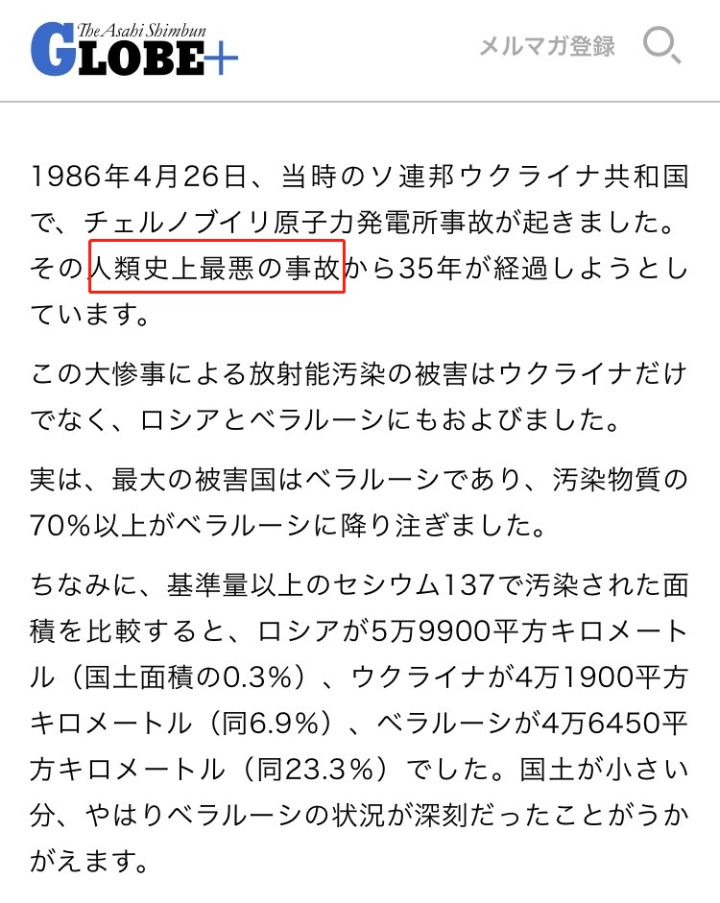 The Asahi Shimbun
GLOBE+
メルマガ登録
1986年4月26日、当時のソ連邦ウクライナ共和国
で、チェルノブイリ原子力発電所事故が起きました。
その人類史上最悪の事故から35年が経過しようとし
ています。
この大惨事による放射能汚染の被害はウクライナだけ
でなく、ロシアとベラルーシにもおよびました。
実は、最大の被害国はベラルーシであり、汚染物質の
70%以上がベラルーシに降り注ぎました。
ちなみに、基準量以上のセシウム137で汚染された面
積を比較すると、ロシアが5万9900平方キロメート
ル（国土面積の0.3%）、ウクライナが4万1900平方
キロメートル（同6.9%）、ベラルーシが4万6450平
方キロメートル（同23.3%）でした。国土が小さい
分、やはりベラルーシの状況が深刻だったことがうか
がえます。